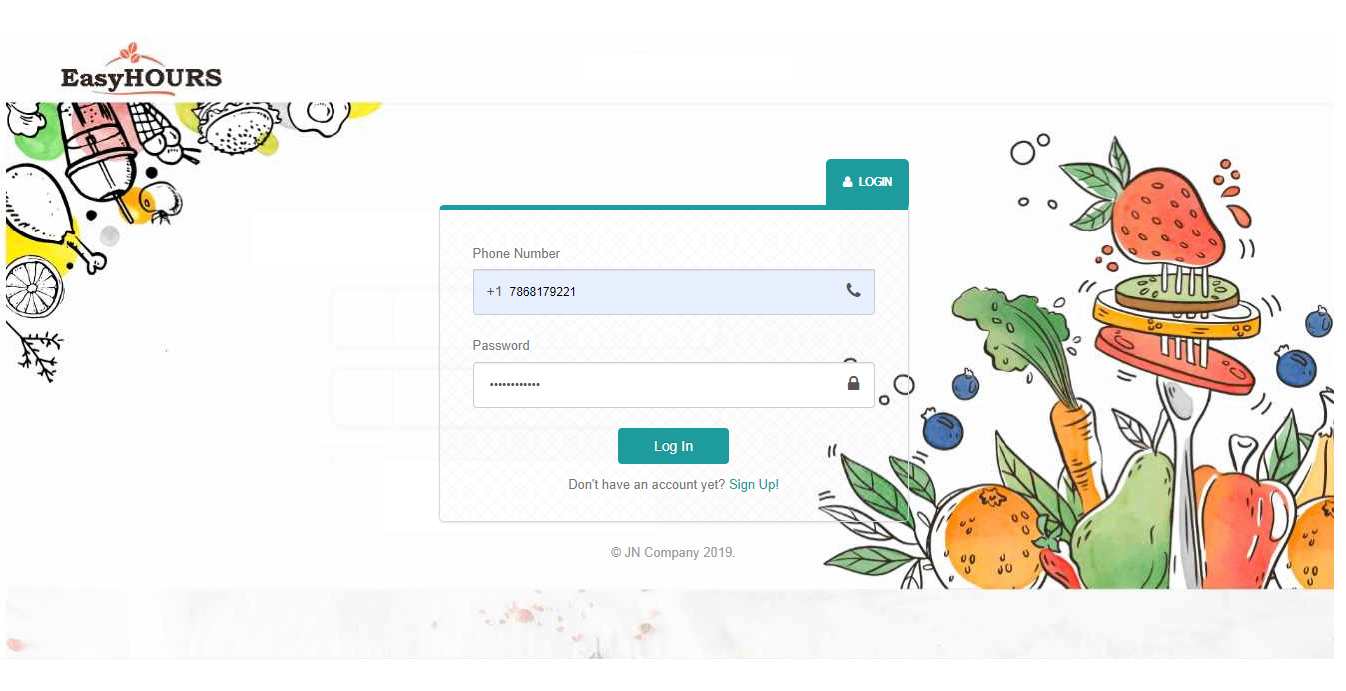 EasyHOURS
LOGIN
Phone Number
+1 7868179221
Password
••••••••••••
Log In
Don't have an account yet? Sign Up!
© JN Company 2019.